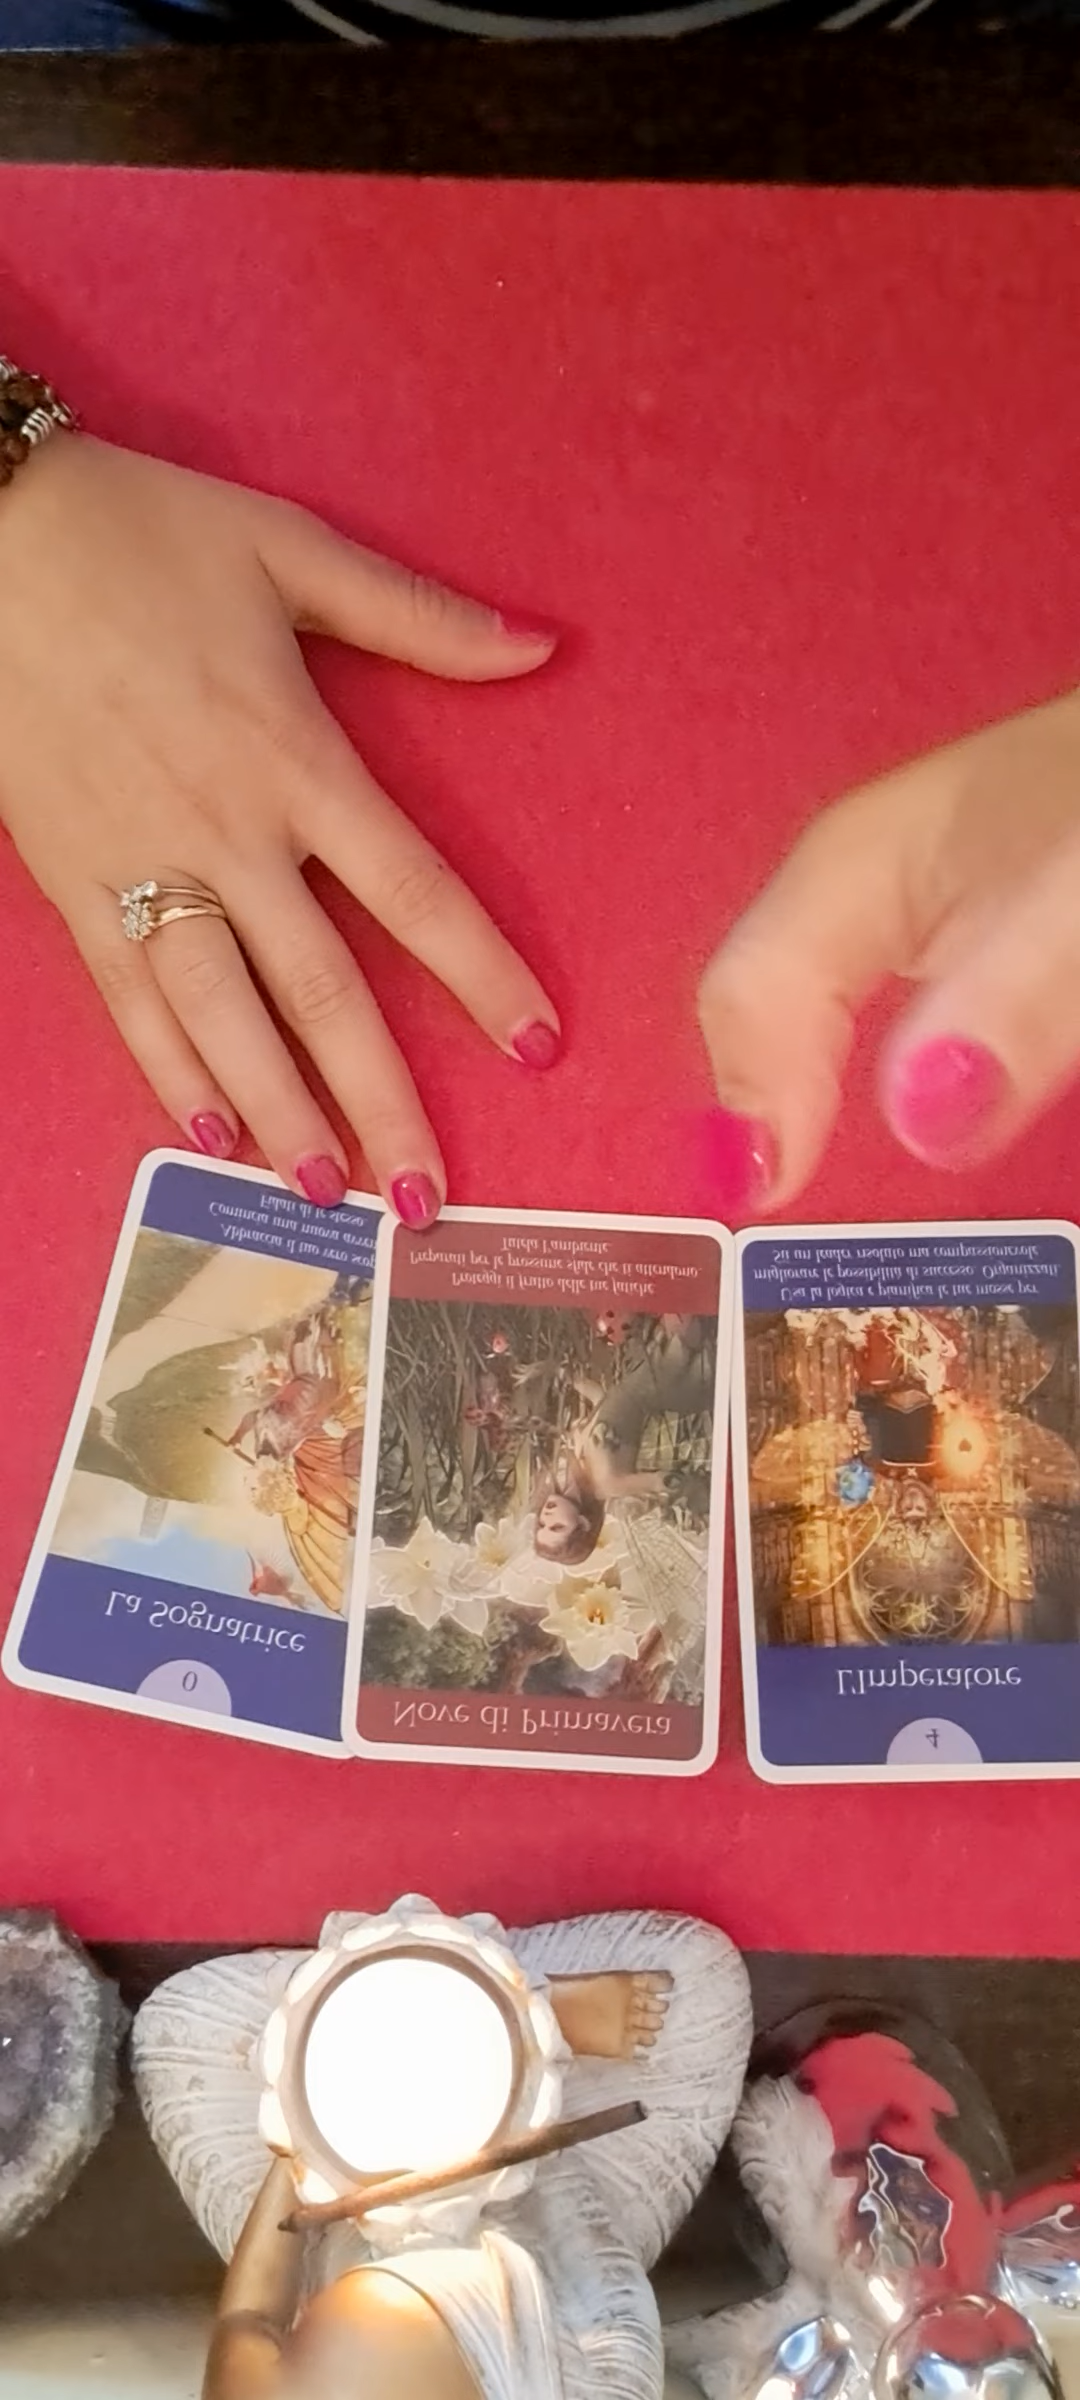 0
La Sognatrice
Abbraccia il tuo vero
Comincia una nuova
Fidati di te stesso.
Nove di Primavera
Proteggi il frutto delle tue fatiche.
Preparati per le prossime sfide che ti attendono.
Tutela l'ambiente.
4
L'Imperatore
Usa la logica e pianifica le tue mosse per
migliorare le possibilità di successo. Organizzati.
Sii un leader risoluto ma compassionevole